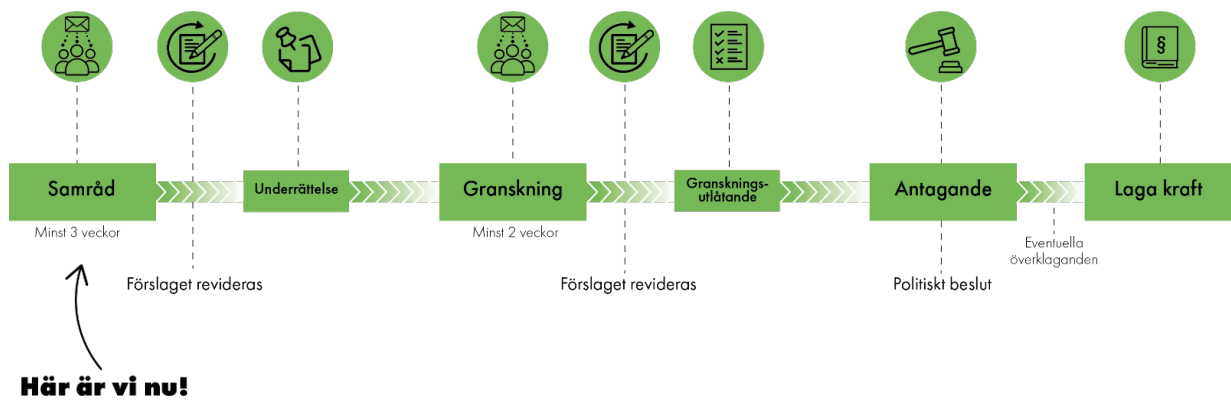 §
Samråd
Underrättelse
Granskning
Gransknings-
utlåtande
Antagande
Laga kraft
Minst 3 veckor
Minst 2 veckor
Eventuella
överklaganden
Förslaget revideras
Förslaget revideras
Politiskt beslut
Här är vi nu!